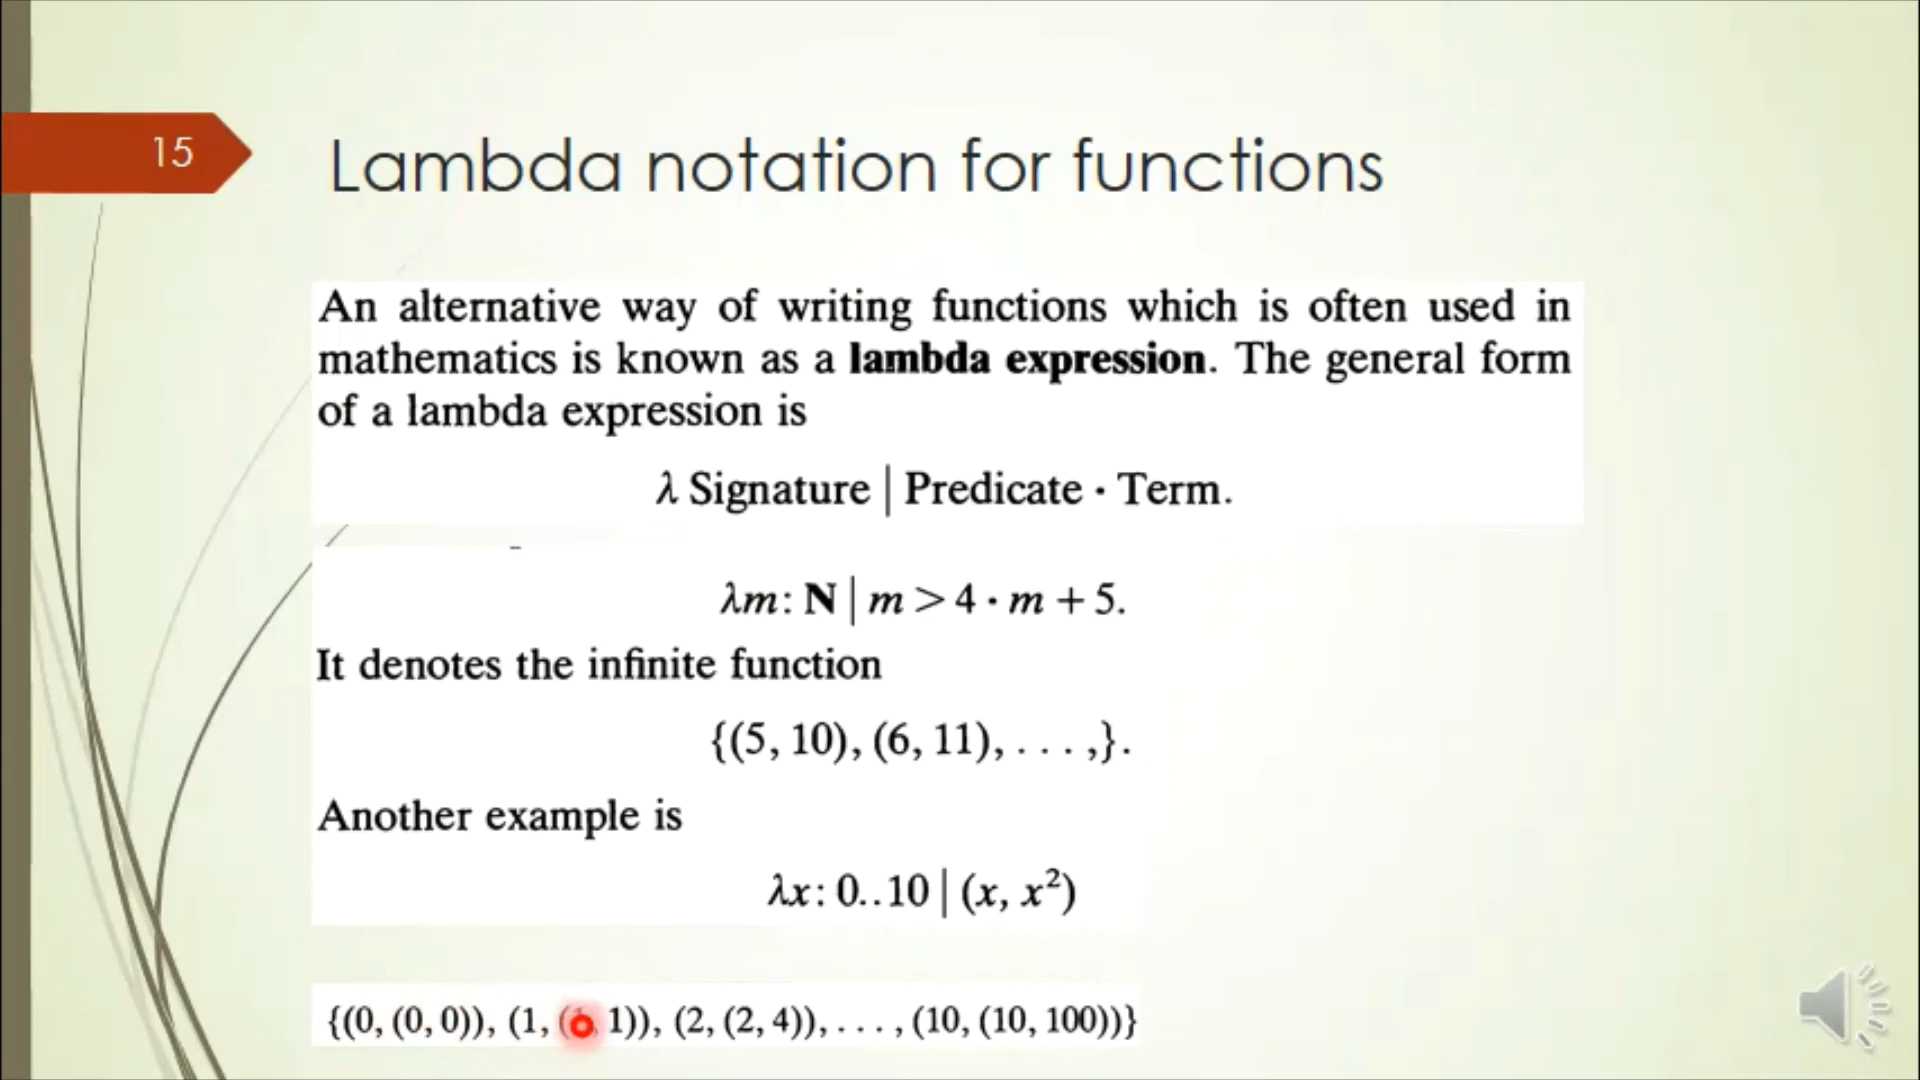 15
Lambda notation for functions
An alternative way of writing functions which is often used in
mathematics is known as a lambda expression. The general form
of a lambda expression is
λ Signature | Predicate · Term.
λm: N | m > 4 · m + 5.
It denotes the infinite function
{(5, 10), (6, 11), . . . ,}.
Another example is
λx: 0..10 | (x, x²)
{(0, (0, 0)), (1, ( 1)), (2, (2, 4)), . . . , (10, (10, 100))}